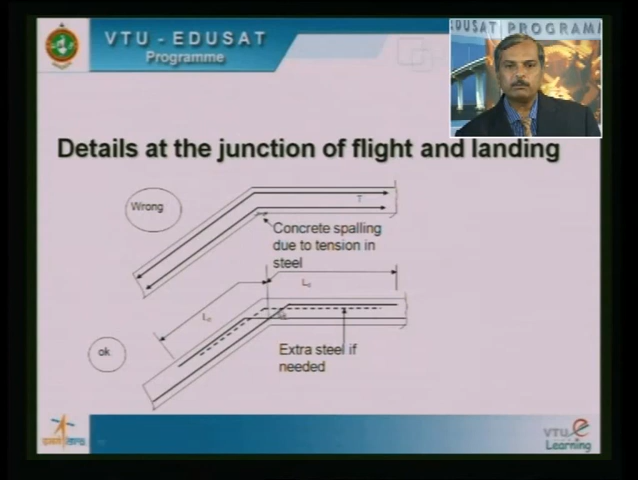 VTU - EDUSAT
Programme
EDUSAT PROGRAM
Details at the junction of flight and landing
Wrong
T
Concrete spalling
due to tension in
steel
ok
Extra steel if
needed
VTU e
Learning